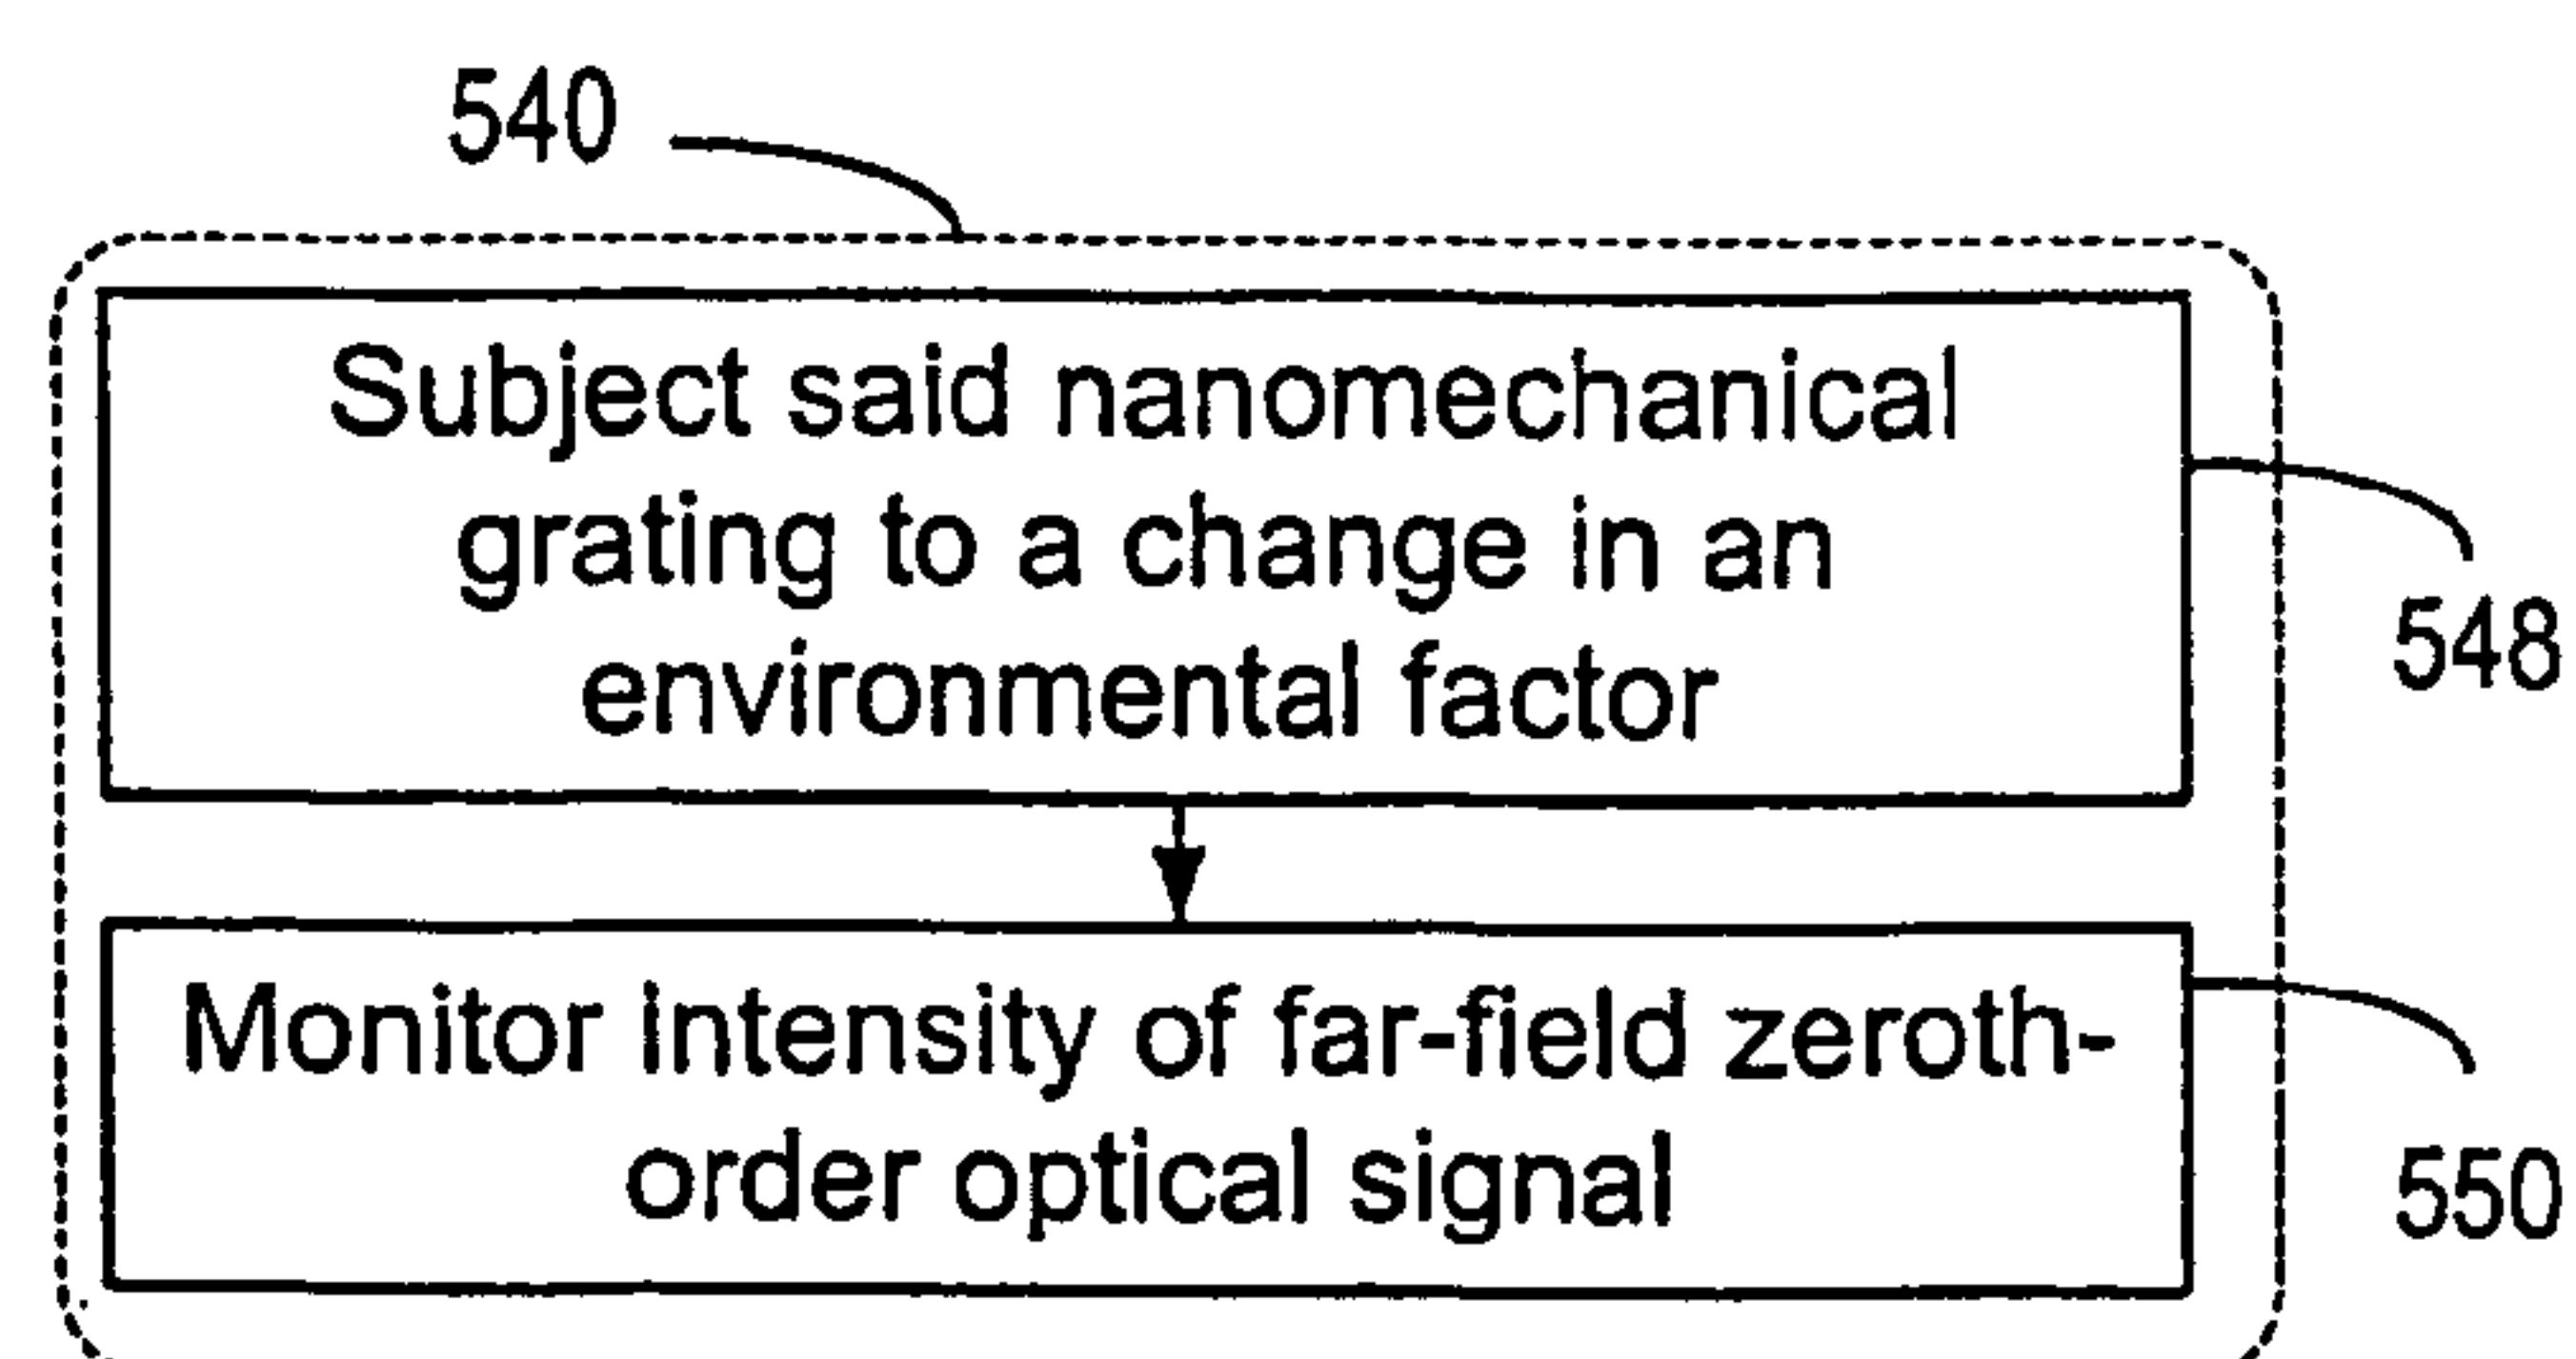 540
Subject said nanomechanical
grating to a change in an
environmental factor
548
Monitor intensity of far-field zeroth-
order optical signal
550